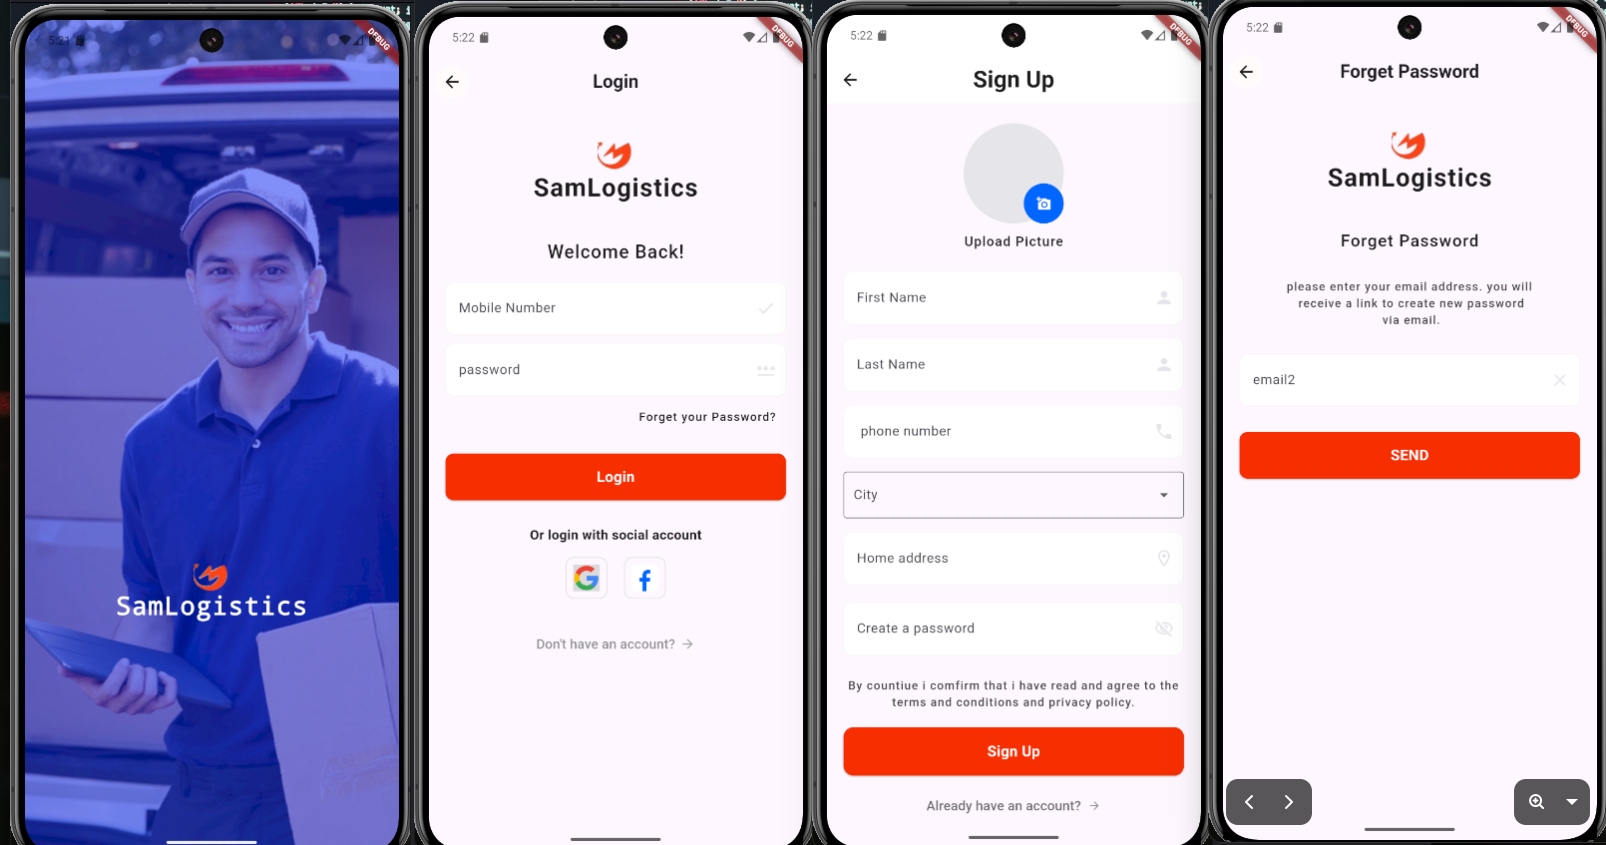 5:21
DEBUG
SamLogistics
5:22
DEBUG
Login
SamLogistics
Welcome Back!
Mobile Number
password
Forget your Password?
Login
Or login with social account
Don't have an account?
5:22
DEBUG
Sign Up
Upload Picture
First Name
Last Name
phone number
City
Home address
Create a password
By countiue i comfirm that i have read and agree to the
terms and conditions and privacy policy.
Sign Up
Already have an account?
5:22
DEBUG
Forget Password
SamLogistics
Forget Password
please enter your email address. you will
receive a link to create new password
via email.
email2
SEND